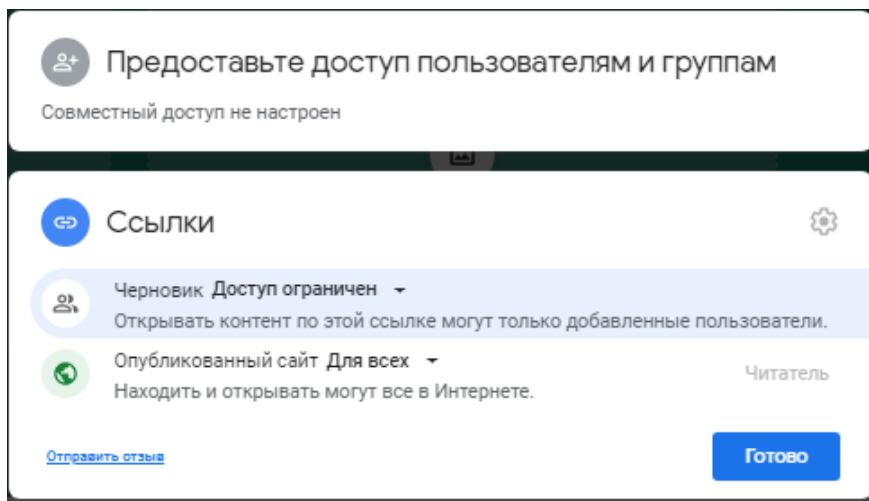 Предоставьте доступ пользователям и группам
Совместный доступ не настроен
Ссылки
Черновик Доступ ограничен
Открывать контент по этой ссылке могут только добавленные пользователи.
Опубликованный сайт Для всех
Находить и открывать могут все в Интернете.
Читатель
Отправить отзыв
Готово